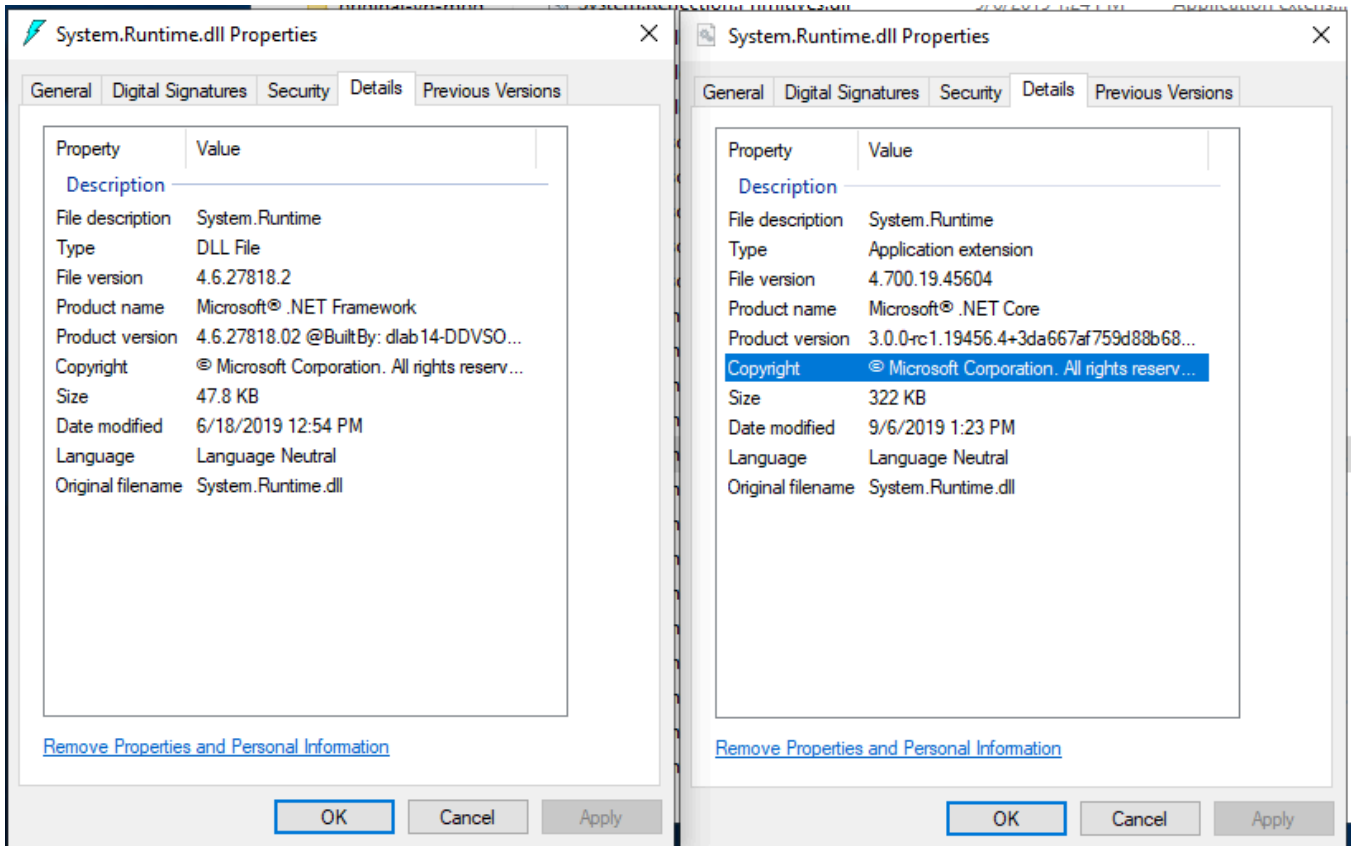 System.Runtime.dll Properties
General Digital Signatures Security Details Previous Versions
Property Value
Description
File description System.Runtime
Type DLL File
File version 4.6.27818.2
Product name Microsoft® .NET Framework
Product version 4.6.27818.02 @BuiltBy: dlab14-DDVSO...
Copyright © Microsoft Corporation. All rights reserv...
Size 47.8 KB
Date modified 6/18/2019 12:54 PM
Language Language Neutral
Original filename System.Runtime.dll
Remove Properties and Personal Information
OK Cancel Apply
System.Runtime.dll Properties
General Digital Signatures Security Details Previous Versions
Property Value
Description
File description System.Runtime
Type Application extension
File version 4.700.19.45604
Product name Microsoft® .NET Core
Product version 3.0.0-rc1.19456.4+3da667af759d88b68...
Copyright © Microsoft Corporation. All rights reserv...
Size 322 KB
Date modified 9/6/2019 1:23 PM
Language Language Neutral
Original filename System.Runtime.dll
Remove Properties and Personal Information
OK Cancel Apply